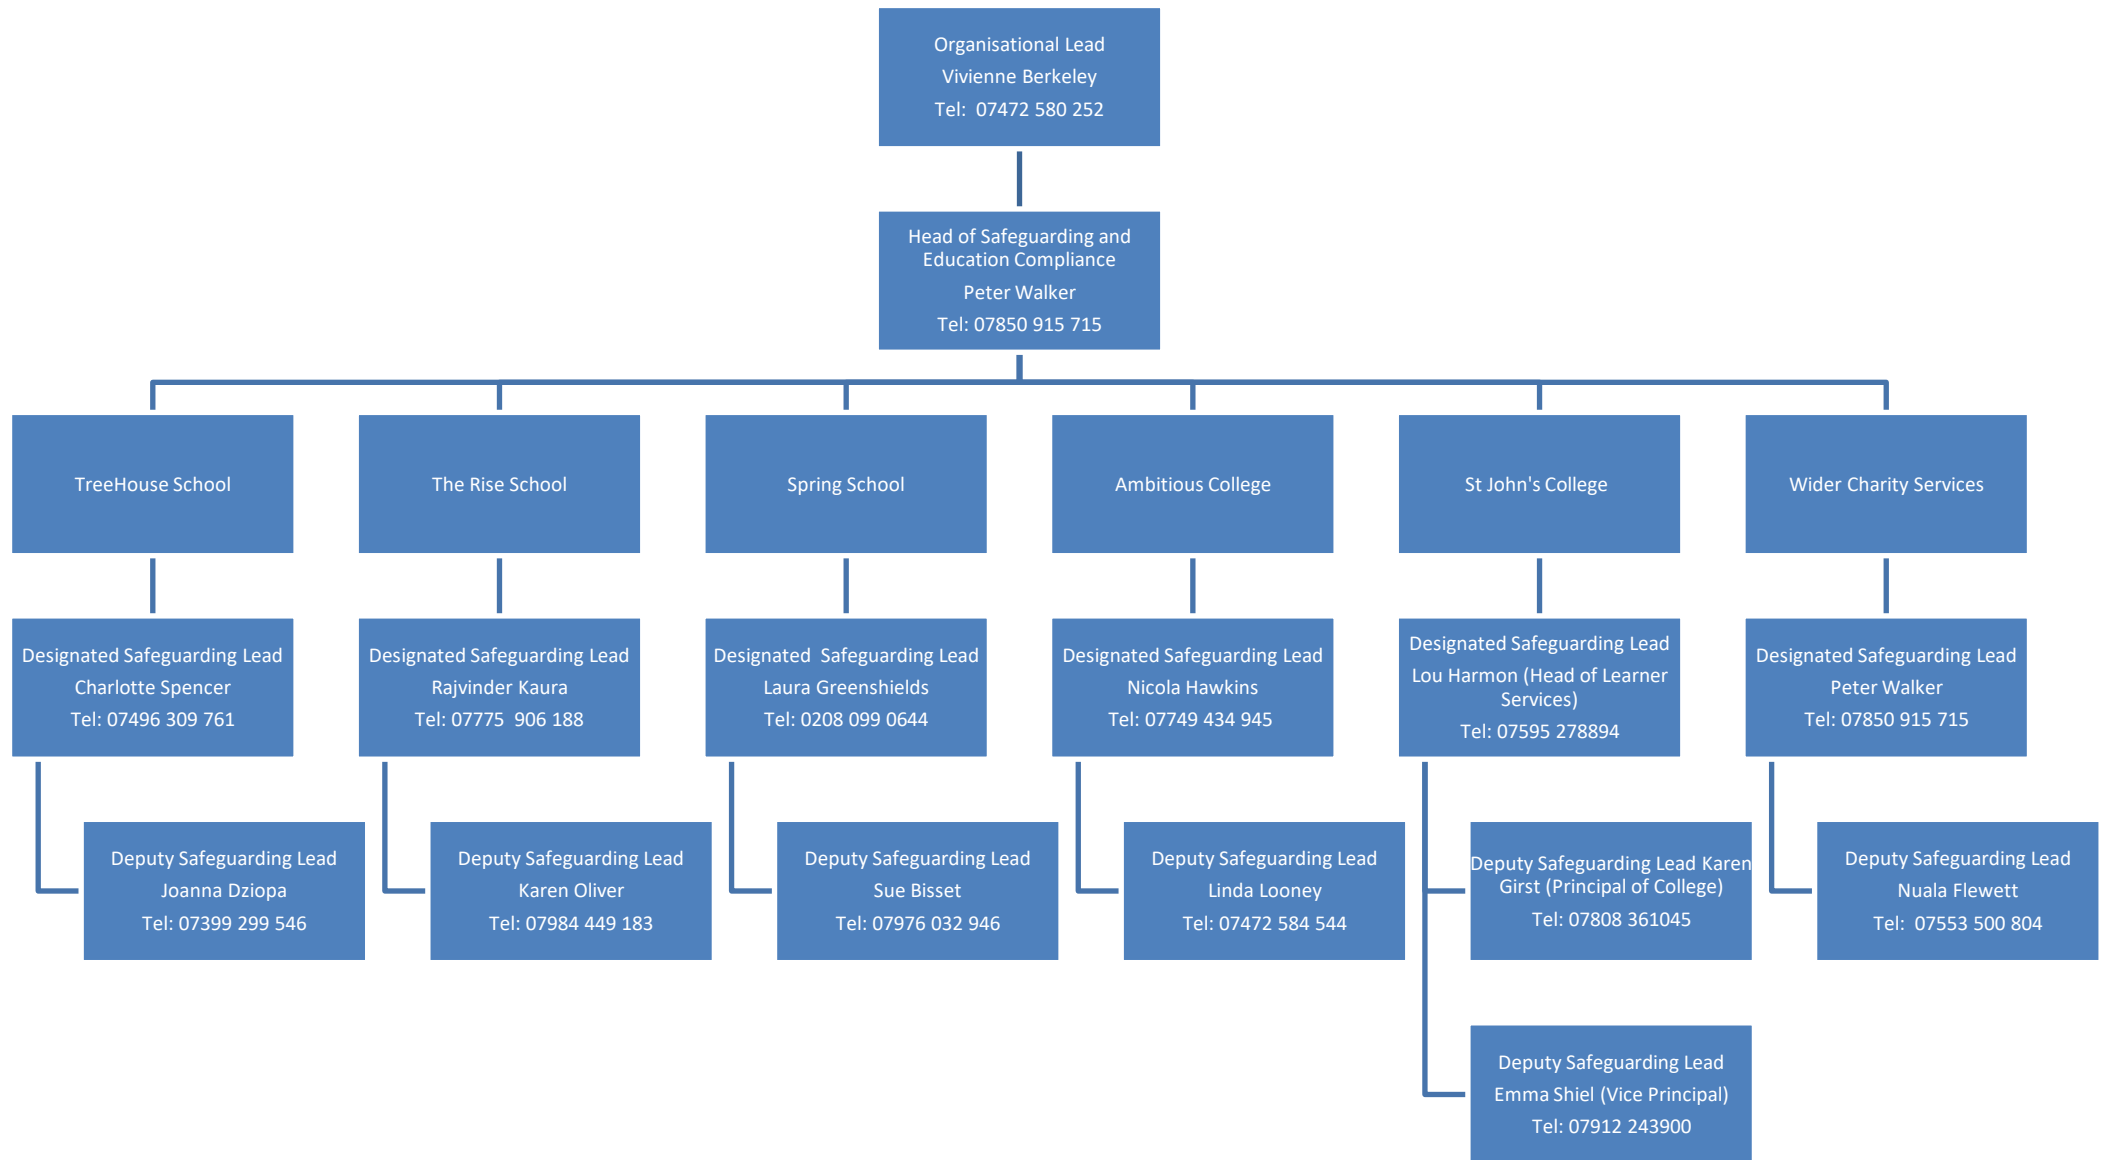 Organisational Lead
Vivienne Berkeley
Tel:  07472 580 252
Head of Safeguarding and
Education Compliance
Peter Walker
Tel: 07850 915 715
TreeHouse School
The Rise School
Spring School
Ambitious College
St John's College
Wider Charity Services
Designated Safeguarding Lead
Charlotte Spencer
Tel: 07496 309 761
Designated Safeguarding Lead
Rajvinder Kaura
Tel: 07775  906 188
Designated  Safeguarding Lead
Laura Greenshields
Tel: 0208 099 0644
Designated Safeguarding Lead
Nicola Hawkins
Tel: 07749 434 945
Designated Safeguarding Lead
Lou Harmon (Head of Learner
Services)
Tel: 07595 278894
Designated Safeguarding Lead
Peter Walker
Tel: 07850 915 715
Deputy Safeguarding Lead
Joanna Dziopa
Tel: 07399 299 546
Deputy Safeguarding Lead
Karen Oliver
Tel: 07984 449 183
Deputy Safeguarding Lead
Sue Bisset
Tel: 07976 032 946
Deputy Safeguarding Lead
Linda Looney
Tel: 07472 584 544
Deputy Safeguarding Lead Karen
Girst (Principal of College)
Tel: 07808 361045
Deputy Safeguarding Lead
Nuala Flewett
Tel:  07553 500 804
Deputy Safeguarding Lead
Emma Shiel (Vice Principal)
Tel: 07912 243900